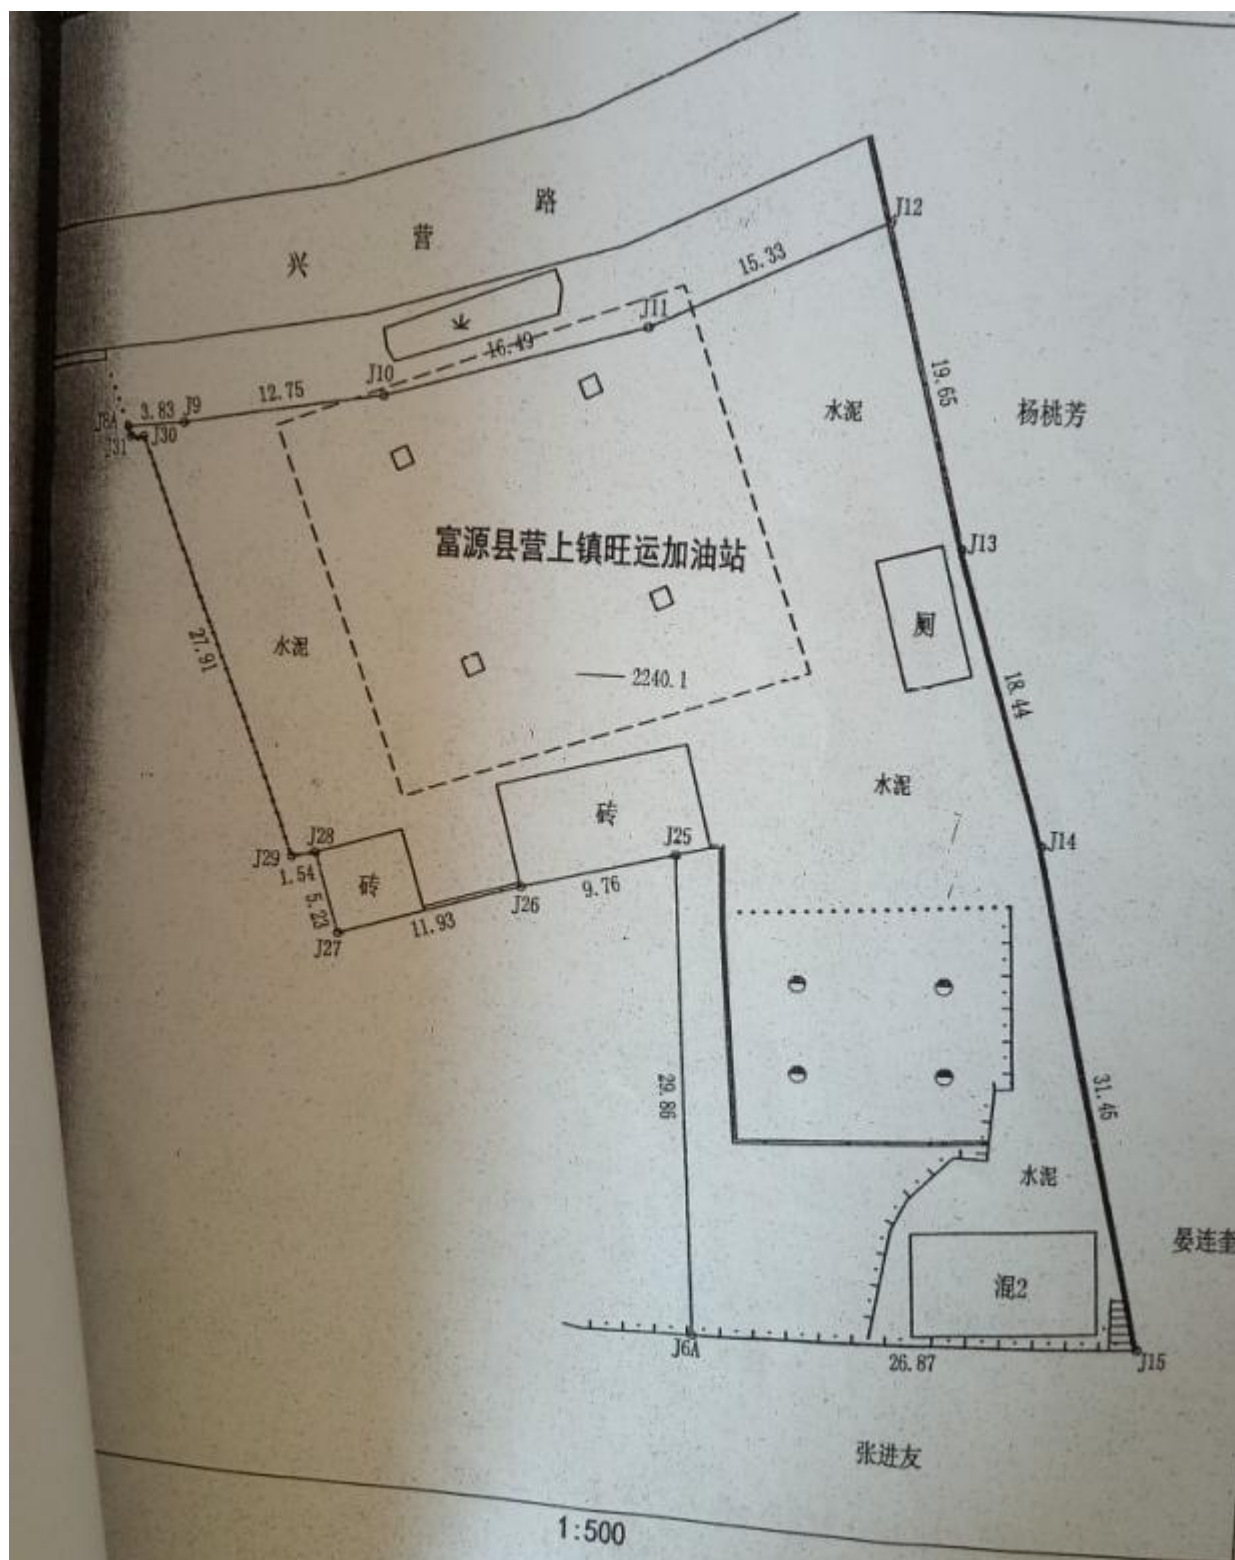 路
营
兴
J12
15.33
J11
16.49
J10
12.75
J9
3.83
J8A
J31
J30
19.65
水泥
杨桃芳
富源县营上镇旺运加油站
J13
厕
27.91
水泥
2240.1
18.44
水泥
砖
J14
J25
J28
J29
1.54
砖
9.76
J26
5.23
11.93
J27
29.86
31.45
水泥
晏连奎
混2
J6A
26.87
J15
张进友
1:500